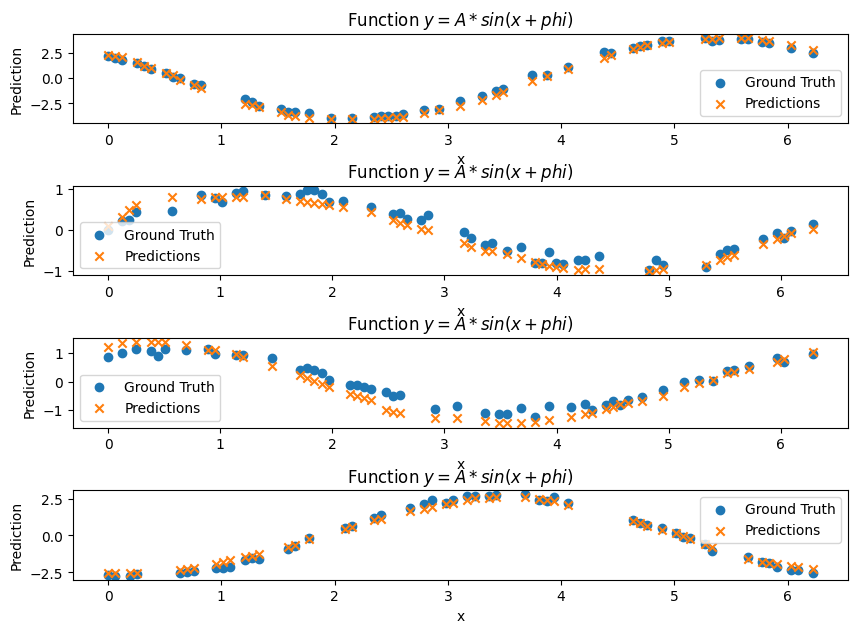 Function y = A * sin(x + phi)
Prediction
2.5
0.0
−2.5
Ground Truth
Predictions
0 1 2 3 4 5 6
x
Function y = A * sin(x + phi)
Prediction
1
0
−1
Ground Truth
Predictions
0 1 2 3 4 5 6
x
Function y = A * sin(x + phi)
Prediction
1
0
−1
Ground Truth
Predictions
0 1 2 3 4 5 6
x
Function y = A * sin(x + phi)
Prediction
2.5
0.0
−2.5
Ground Truth
Predictions
0 1 2 3 4 5 6
x